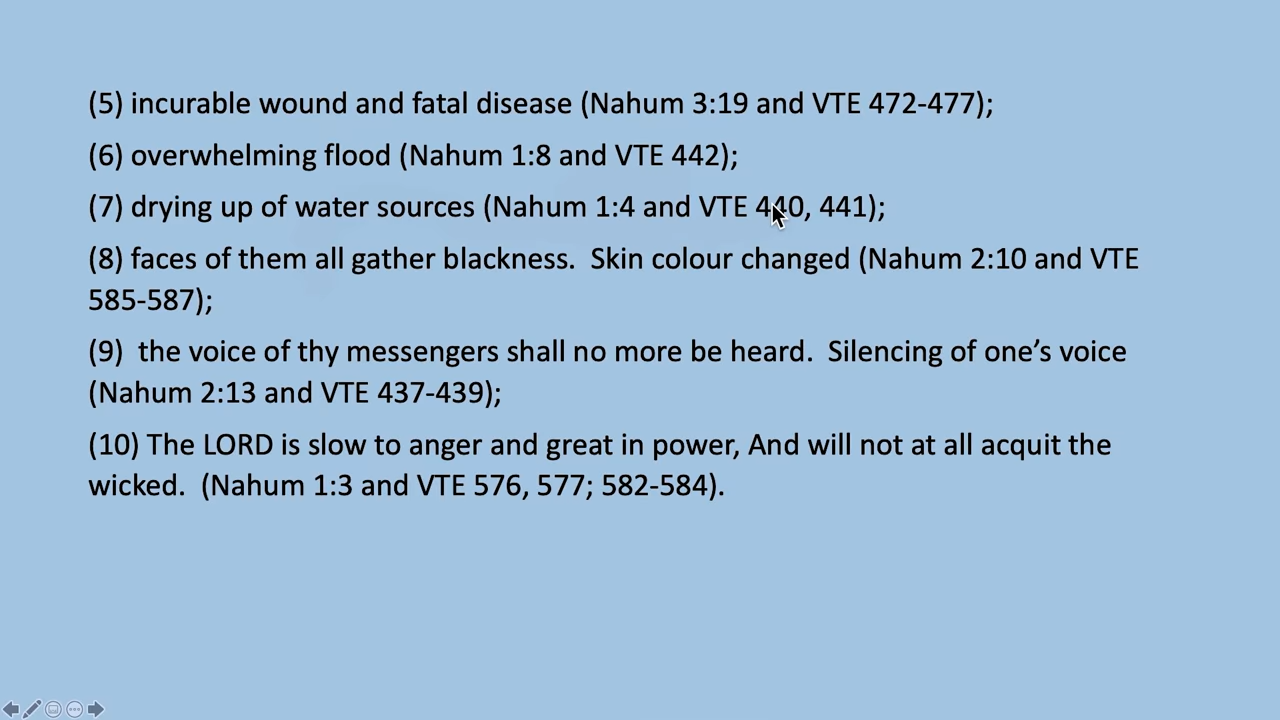 (5) incurable wound and fatal disease (Nahum 3:19 and VTE 472-477);
(6) overwhelming flood (Nahum 1:8 and VTE 442);
(7) drying up of water sources (Nahum 1:4 and VTE 440, 441);
(8) faces of them all gather blackness.  Skin colour changed (Nahum 2:10 and VTE
585-587);
(9)  the voice of thy messengers shall no more be heard.  Silencing of one’s voice
(Nahum 2:13 and VTE 437-439);
(10) The LORD is slow to anger and great in power, And will not at all acquit the
wicked.  (Nahum 1:3 and VTE 576, 577; 582-584).